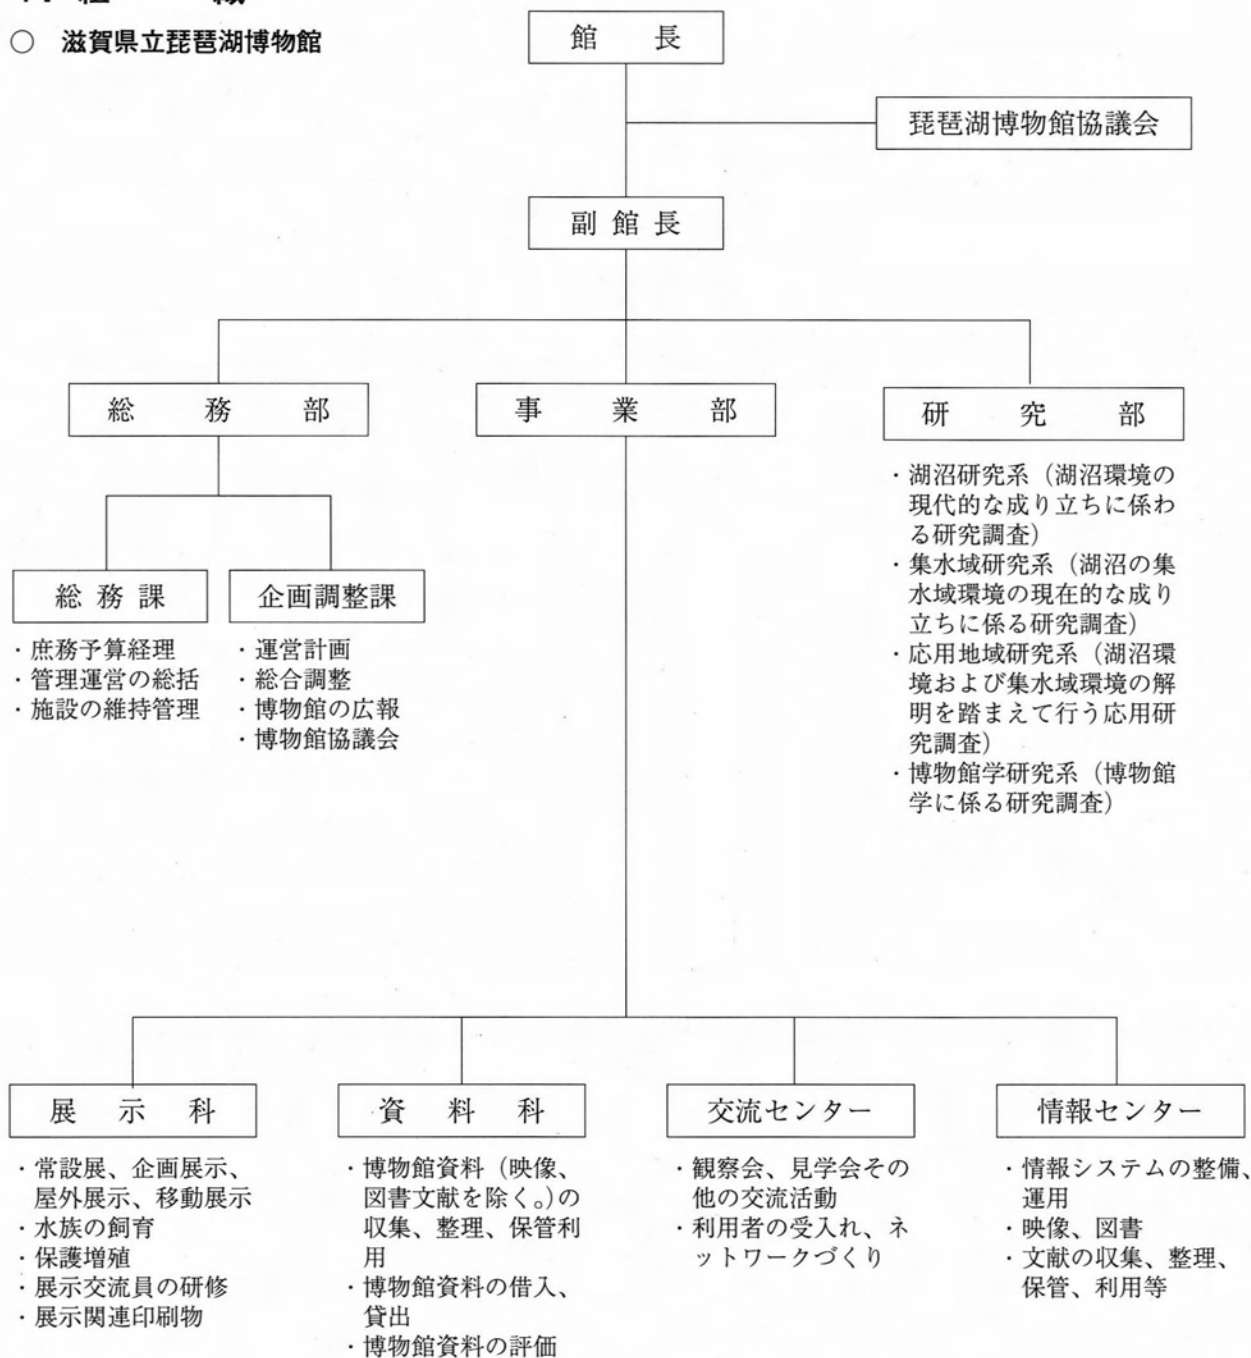 ○ 滋賀県立琵琶湖博物館
館長
琵琶湖博物館協議会
副館長
総務部
事業部
研究部
・湖沼研究系（湖沼環境の
現代的な成り立ちに係わ
る研究調査）
・集水域研究系（湖沼の集
水域環境の現在的な成り
立ちに係る研究調査）
・応用地域研究系（湖沼環
境および集水域環境の解
明を踏まえて行う応用研
究調査）
・博物館学研究系（博物館
学に係る研究調査）
総務課
・庶務予算経理
・管理運営の総括
・施設の維持管理
企画調整課
・運営計画
・総合調整
・博物館の広報
・博物館協議会
展示科
・常設展、企画展示、
屋外展示、移動展示
・水族の飼育
・保護増殖
・展示交流員の研修
・展示関連印刷物
資料科
・博物館資料（映像、
図書文献を除く。）の
収集、整理、保管利
用
・博物館資料の借入、
貸出
・博物館資料の評価
交流センター
・観察会、見学会その
他の交流活動
・利用者の受入れ、ネ
ットワークづくり
情報センター
・情報システムの整備、
運用
・映像、図書
・文献の収集、整理、
保管、利用等